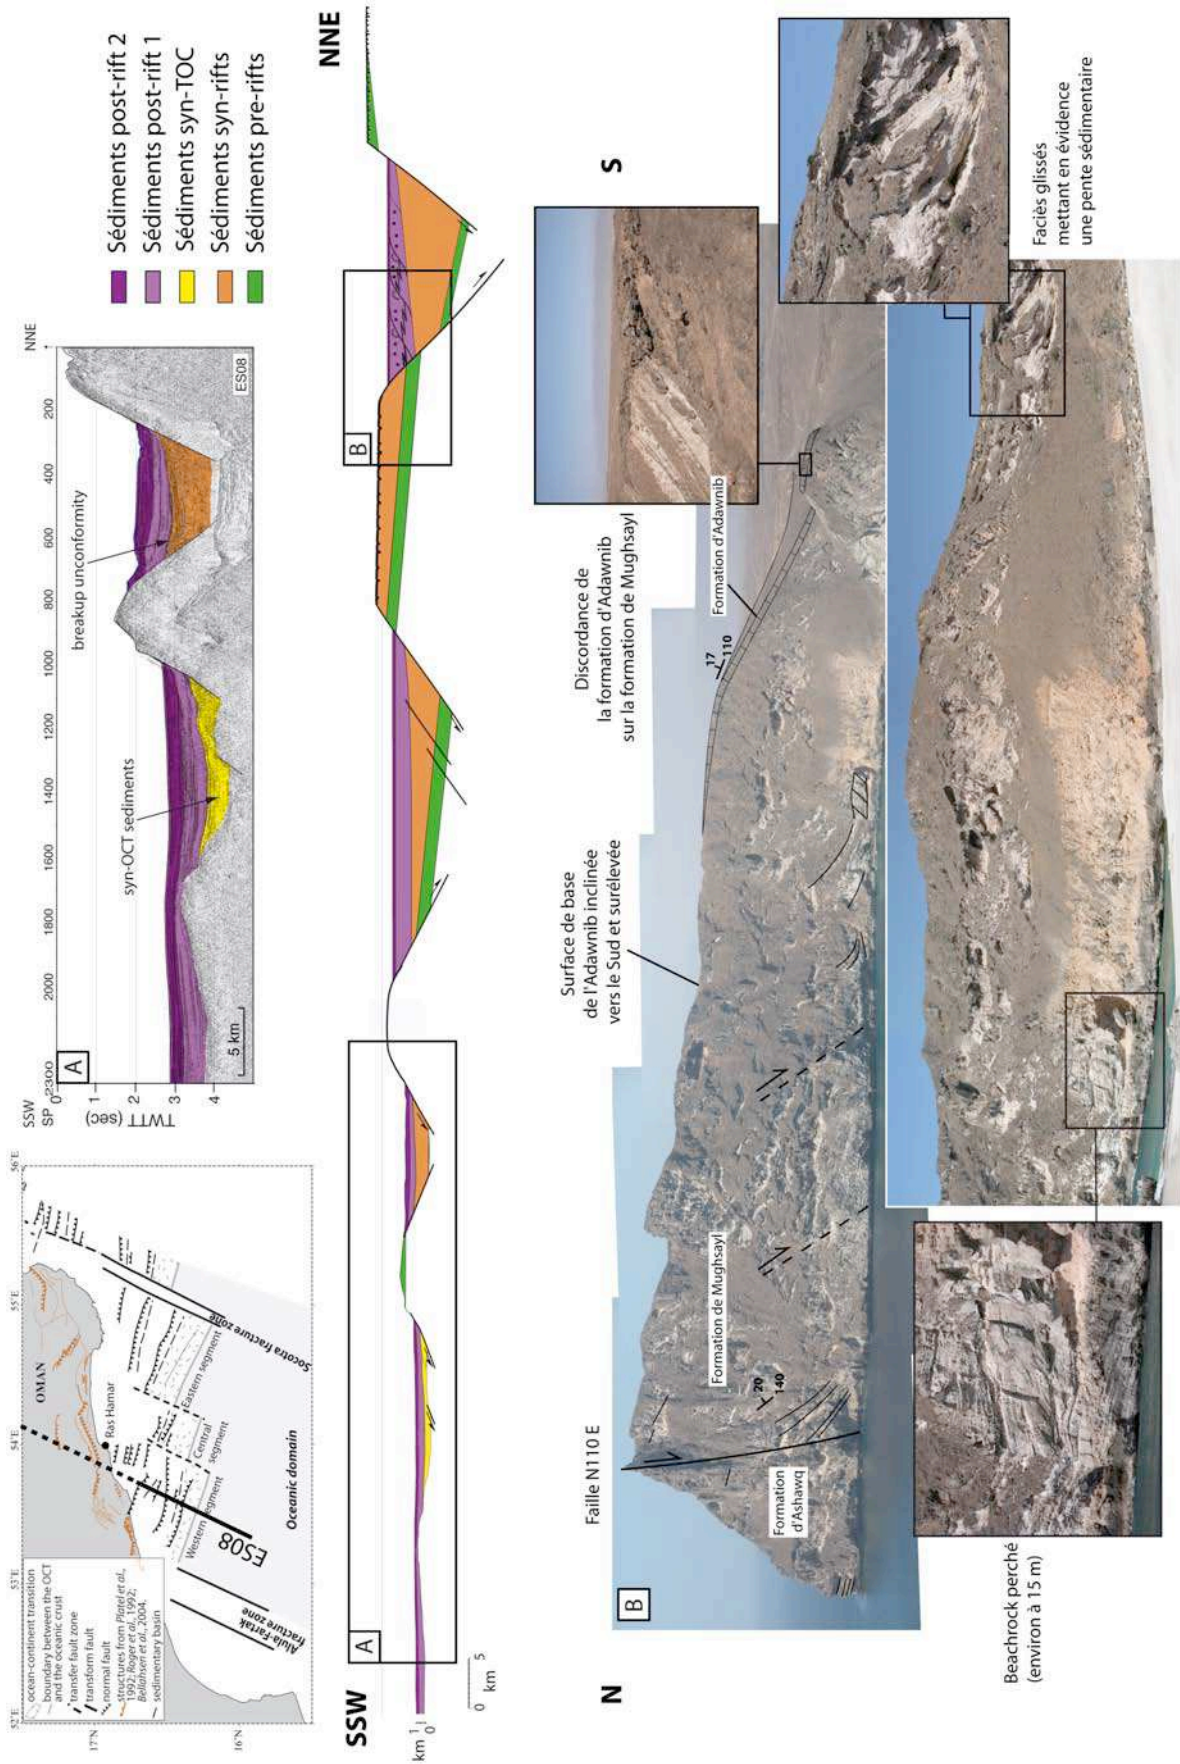 ocean-continent transition
boundary between the OCT
and the oceanic crust
transfer fault zone
transform fault
normal fault
structures from Platel et al.,
1992; Roger et al., 1992;
Bellahsen et al., 2004.
sedimentary basin
52°E
53°E
54°E
55°E
56°E
17°N
16°N
OMAN
Ras Hamar
Western segment
Central
segment
Eastern segment
Alula-Fartak
fracture zone
Socotra fracture zone
Oceanic domain
ES08
A
SSW
NNE
SP
2300
2000
1800
1600
1400
1200
1000
800
600
400
200
1
0
1
2
3
4
TWTT (sec)
5 km
syn-OCT sediments
breakup unconformity
ES08
Sédiments post-rift 2
Sédiments post-rift 1
Sédiments syn-TOC
Sédiments syn-rifts
Sédiments pre-rifts
SSW
NNE
A
B
km
1
0
0
5
km
N
S
B
Faille N110 E
Surface de base
de l'Adawnib inclinée
vers le Sud et surélevée
Discordance de
la formation d'Adawnib
sur la formation de Mughsayl
Formation
d'Ashawq
20
140
Formation de Mughsayl
17
110
Formation d'Adawnib
Beachrock perché
(environ à 15 m)
Faciès glissés
mettant en évidence
une pente sédimentaire